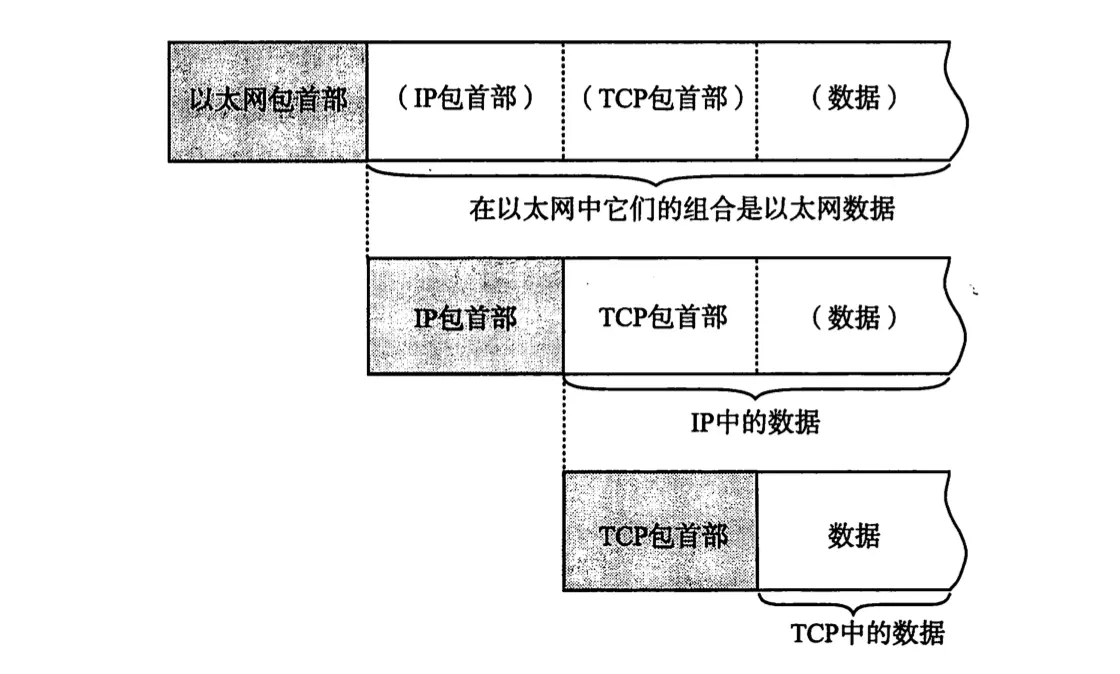 以太网包首部 （IP包首部） （TCP包首部） （数据）
在以太网中它们的组合是以太网数据
IP包首部 TCP包首部 （数据）
IP中的数据
TCP包首部 数据
TCP中的数据